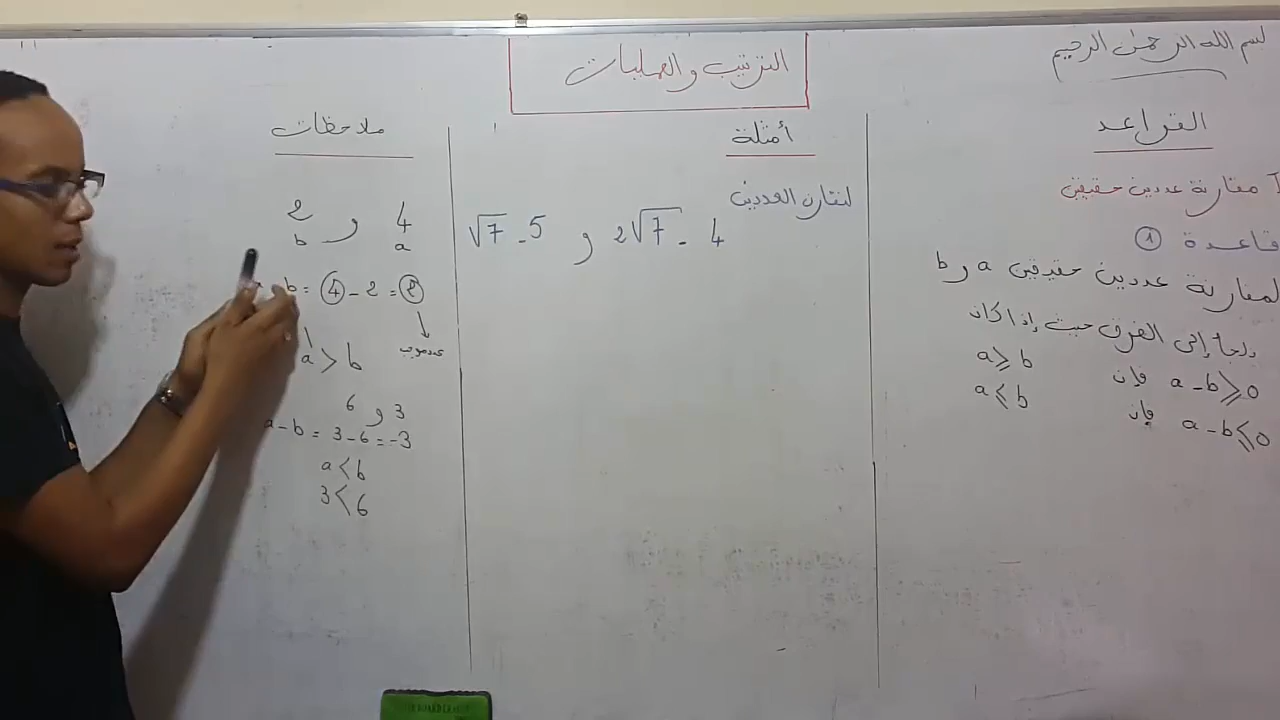 بسم الله الرحمن الرحيم
الترتيب والعمليات
القواعد
مقارنة عددين حقيقيين
قاعدة ①
لمقارنة عددين حقيقيين a و b
نلجأ إلى الفرق حيث إذا كان
a-b⩾0 فإن a⩾b
a-b⩽0 فإن a⩽b
أمثلة
لنقارن العددين
2√7 - 4 و √7 - 5
ملاحظات
4 و 2
a b
b = 4 - 2 = 2
عدد موجب
a > b
3 و 6
a - b = 3 - 6 = -3
a < b
3 < 6